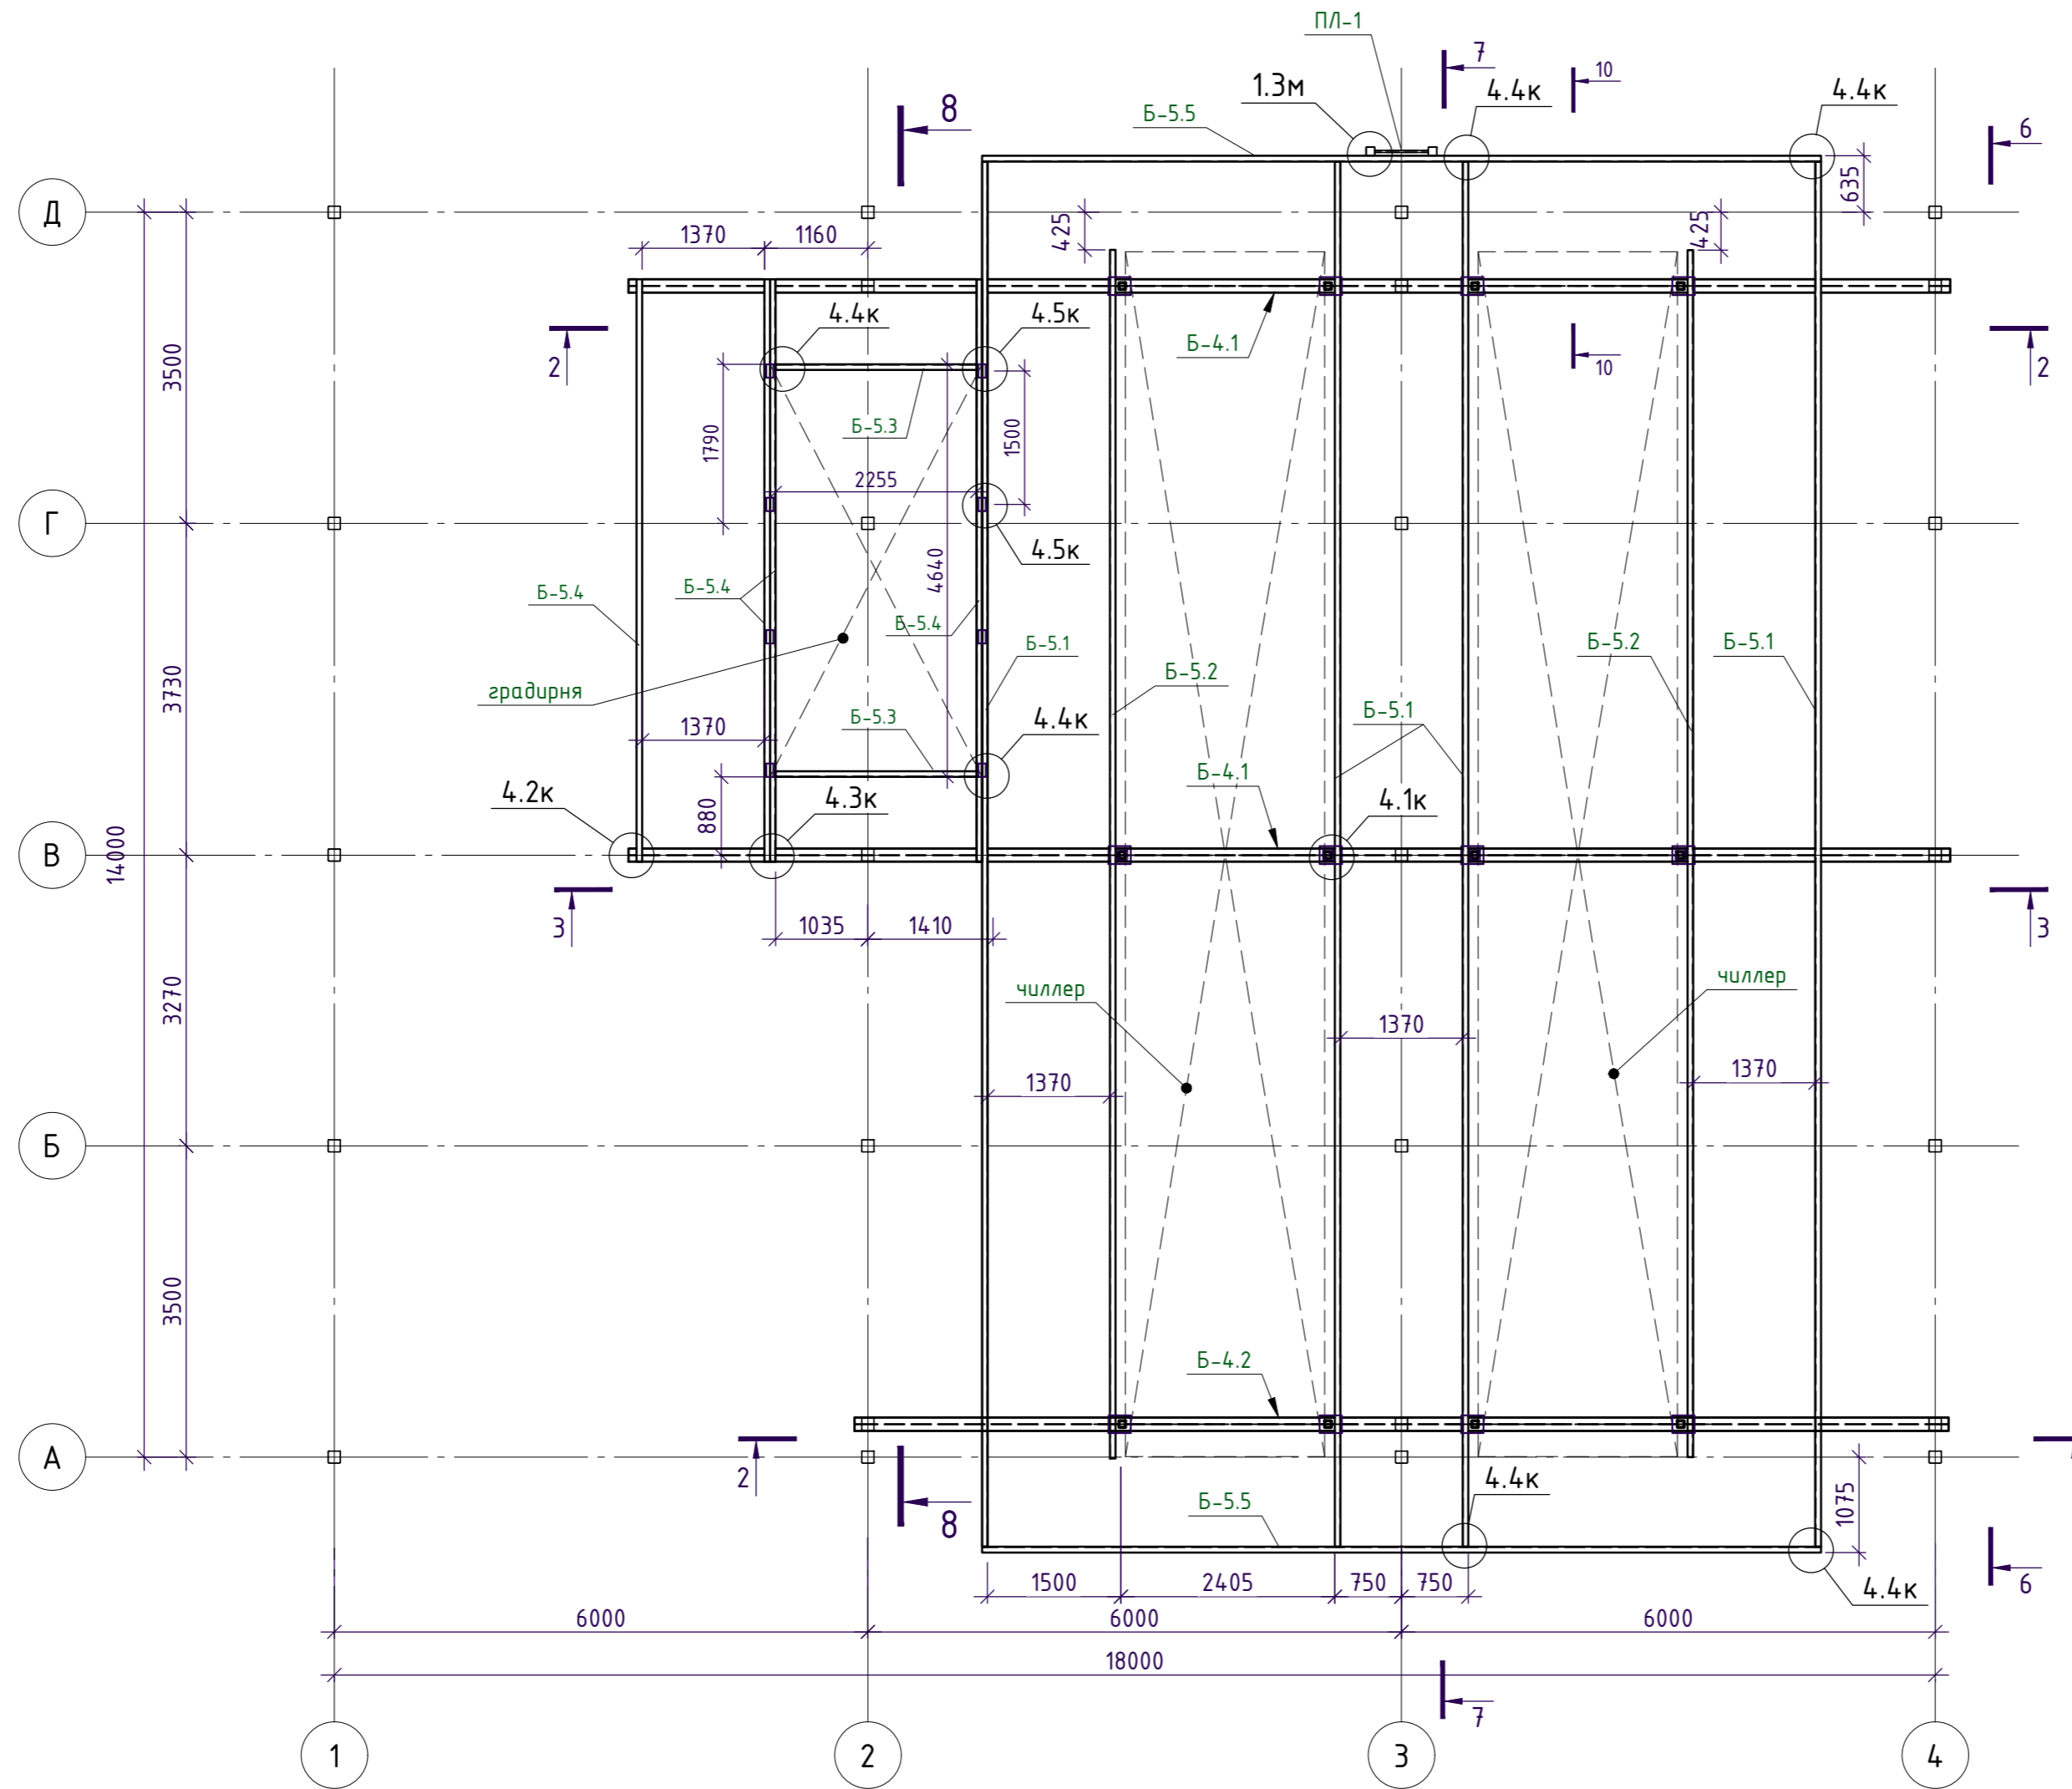 ПЛ-1
7
10
1.3м
4.4к
4.4к
Б-5.5
8
6
635
Д
425
425
1370
1160
4.4к
4.5к
Б-4.1
2
10
2
3500
1790
Б-5.3
1500
2255
Г
4.5к
4640
Б-5.4
Б-5.4
Б-5.4
Б-5.1
Б-5.2
Б-5.2
Б-5.1
градирня
3730
1370
Б-5.3
4.4к
Б-5.1
Б-4.1
4.2к
880
4.3к
4.1к
В
14000
3
1035
1410
3
3270
чиллер
чиллер
1370
1370
1370
Б
3500
Б-4.2
А
2
8
4.4к
Б-5.5
1075
1500
2405
750
750
4.4к
6
6000
6000
6000
18000
7
1
2
3
4